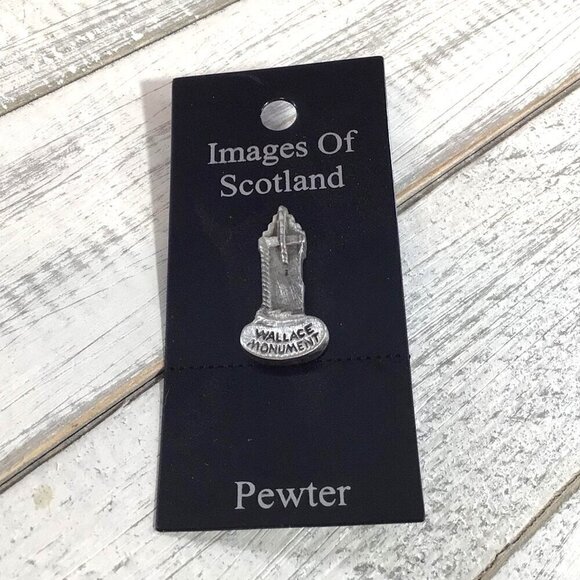 Images Of
Scotland
WALLACE
MONUMENT
Pewter